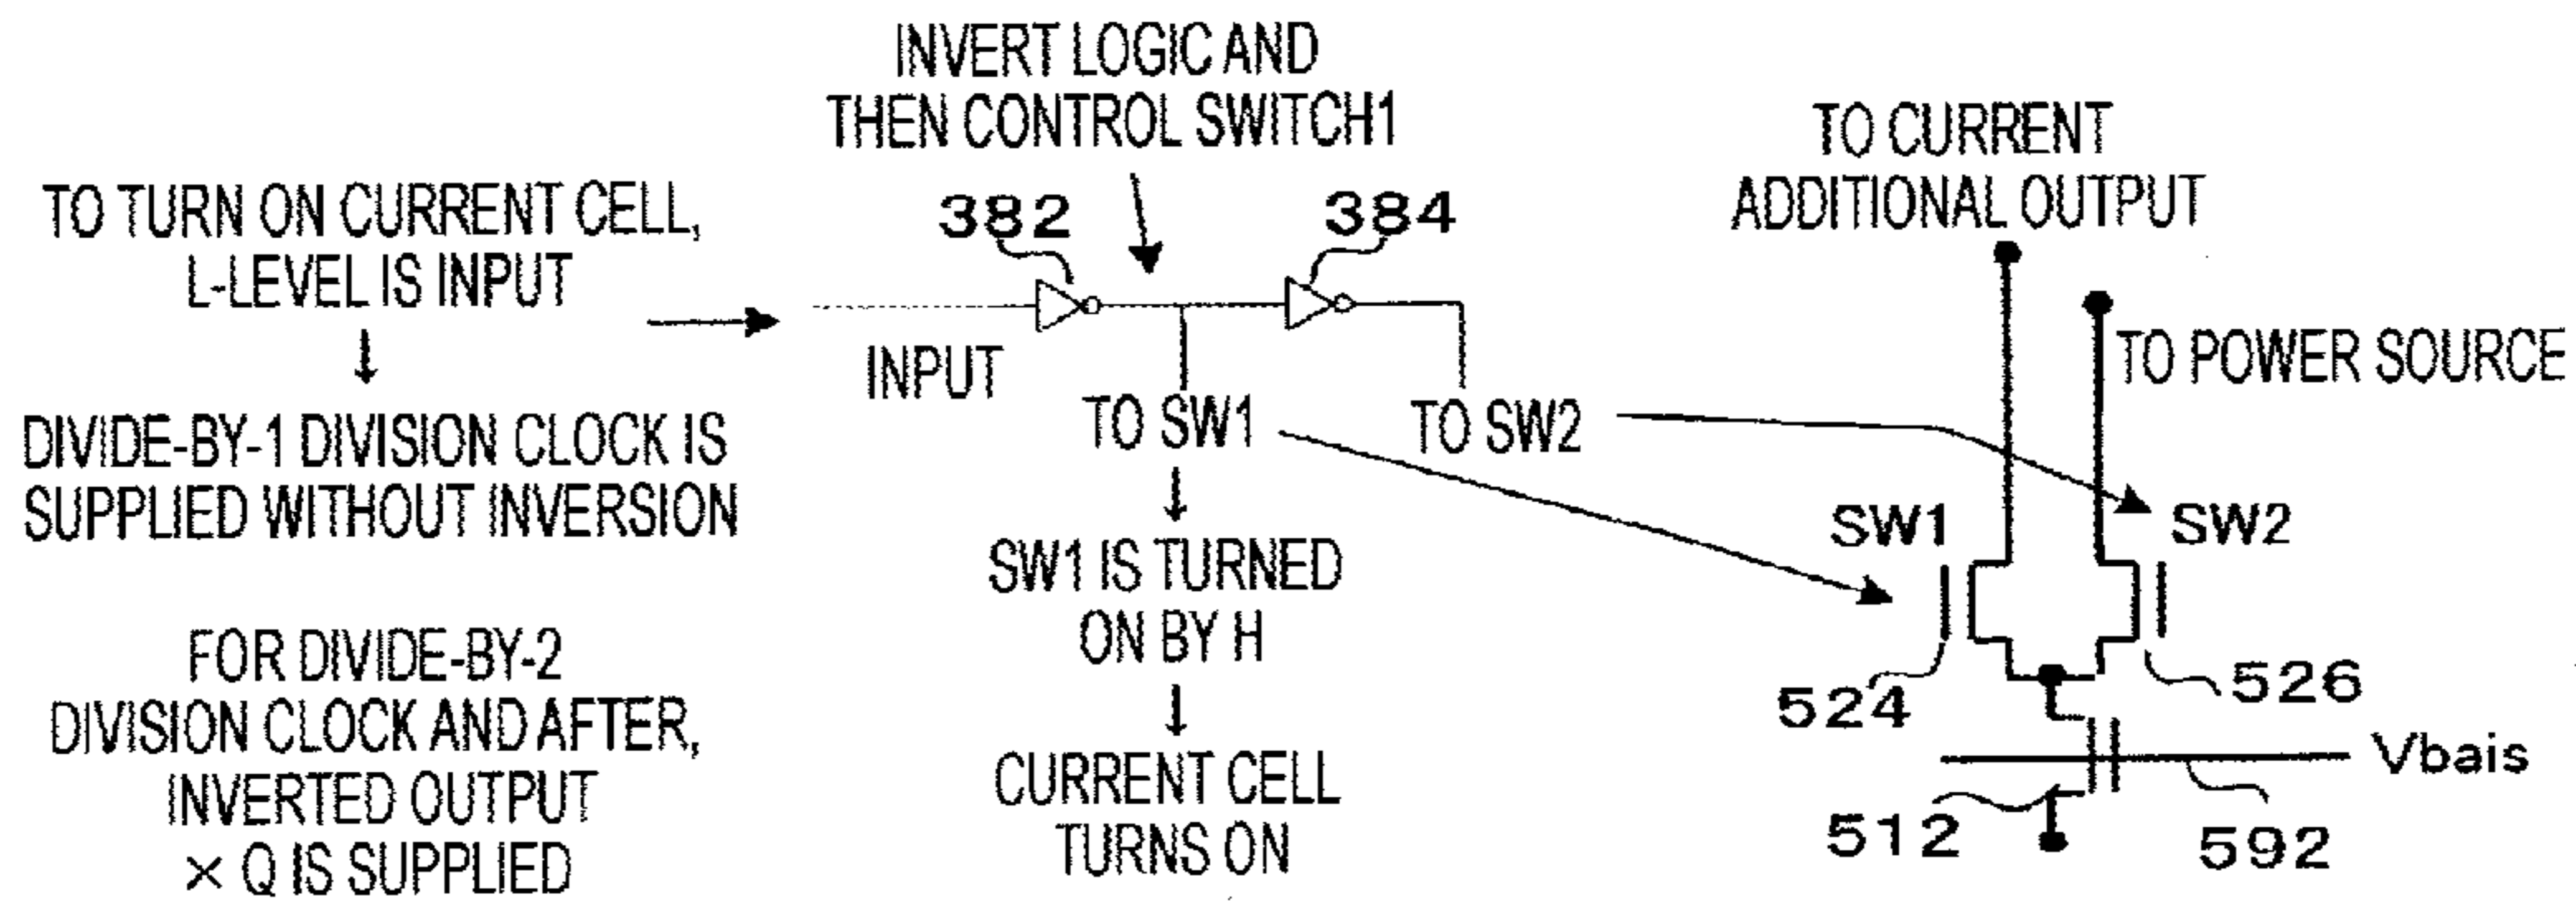 INVERT LOGIC AND
THEN CONTROL SWITCH1
TO TURN ON CURRENT CELL,
L-LEVEL IS INPUT
↓
DIVIDE-BY-1 DIVISION CLOCK IS
SUPPLIED WITHOUT INVERSION
FOR DIVIDE-BY-2
DIVISION CLOCK AND AFTER,
INVERTED OUTPUT
× Q IS SUPPLIED
382
384
INPUT
TO SW1
↓
SW1 IS TURNED
ON BY H
↓
CURRENT CELL
TURNS ON
TO SW2
TO CURRENT
ADDITIONAL OUTPUT
TO POWER SOURCE
SW1
SW2
524
526
Vbais
512
592